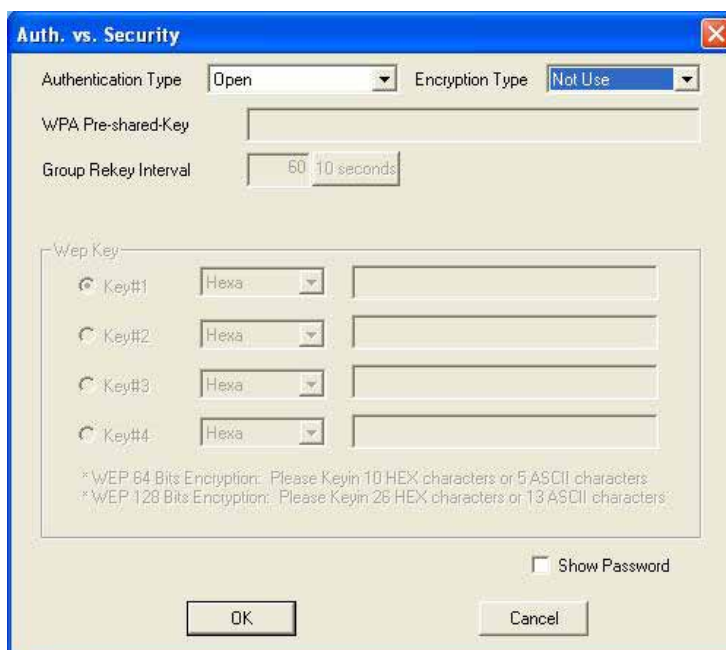 Auth. vs. Security
Authentication Type Open Encryption Type Not Use
WPA Pre-shared-Key
Group Rekey Interval 60 10 seconds
Wep Key
Key#1 Hexa
Key#2 Hexa
Key#3 Hexa
Key#4 Hexa
* WEP 64 Bits Encryption: Please Keyin 10 HEX characters or 5 ASCII characters
* WEP 128 Bits Encryption: Please Keyin 26 HEX characters or 13 ASCII characters
Show Password
OK Cancel